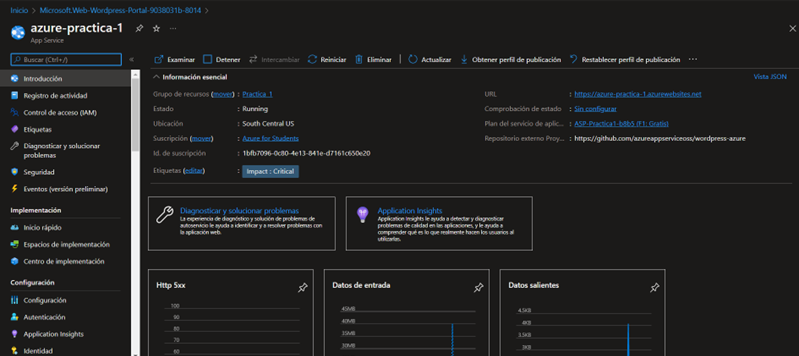 Inicio > Microsoft.Web-Wordpress-Portal-9038031b-8014 >
azure-practica-1
App Service
Buscar (Ctrl+/)
Introducción
Registro de actividad
Control de acceso (IAM)
Etiquetas
Diagnosticar y solucionar
problemas
Seguridad
Eventos (versión preliminar)
Implementación
Inicio rápido
Espacios de implementación
Centro de implementación
Configuración
Configuración
Autenticación
Application Insights
Identidad
Examinar Detener Intercambiar Reiniciar Eliminar Actualizar Obtener perfil de publicación Restablecer perfil de publicación ...
Información esencial Vista JSON
Grupo de recursos (mover) : Practica_1
Estado : Running
Ubicación : South Central US
Suscripción (mover) : Azure for Students
Id. de suscripción : 1bfb7096-0c80-4e13-841e-d7161c650e20
Etiquetas (editar) : Impact : Critical
URL : https://azure-practica-1.azurewebsites.net
Comprobación de estado : Sin configurar
Plan del servicio de aplic... : ASP-Practica1-b8b5 (F1: Gratis)
Repositorio externo Proy... : https://github.com/azureappserviceoss/wordpress-azure
Diagnosticar y solucionar problemas
La experiencia de diagnóstico y solución de problemas de
autoservicio le ayuda a identificar y a resolver problemas con
la aplicación web.
Application Insights
Application Insights le ayuda a detectar y diagnosticar
problemas de calidad en las aplicaciones, y le ayuda a
comprender qué es lo que realmente hacen los usuarios al
utilizarlas.
Http 5xx
100
90
80
70
60
Datos de entrada
45MB
40MB
35MB
30MB
Datos salientes
4.5KB
4KB
3.5KB
3KB